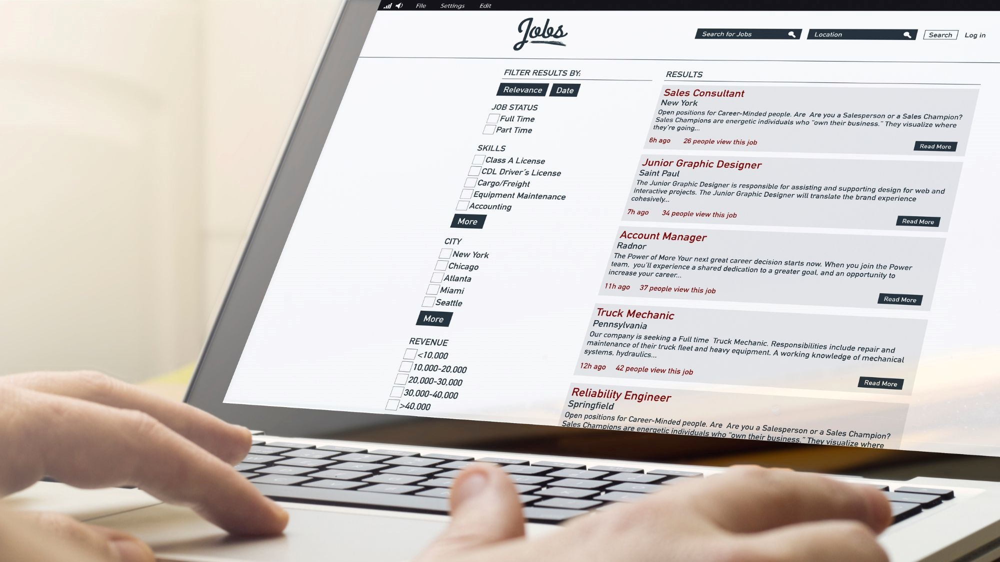 File Settings Edit
Jobs
Search for Jobs
Location
Search
Log in
FILTER RESULTS BY:
Relevance
Date
JOB STATUS
Full Time
Part Time
SKILLS
Class A License
CDL Driver´s License
Cargo/Freight
Equipment Maintenance
Accounting
More
CITY
New York
Chicago
Atlanta
Miami
Seattle
More
REVENUE
<10,000
10,000-20,000
20,000-30,000
30,000-40,000
>40,000
RESULTS
Sales Consultant
New York
Open positions for Career-Minded people. Are Are you a Salesperson or a Sales Champion?
Sales Champions are energetic individuals who "own their business." They visualize where
they're going...
6h ago 26 people view this job
Read More
Junior Graphic Designer
Saint Paul
The Junior Graphic Designer is responsible for assisting and supporting design for web and
interactive projects. The Junior Graphic Designer will translate the brand experience
cohesively...
7h ago 34 people view this job
Read More
Account Manager
Radnor
The Power of More Your next great career decision starts now. When you join the Power
team, you'll experience a shared dedication to a greater goal, and an opportunity to
increase your career...
11h ago 37 people view this job
Read More
Truck Mechanic
Pennsylvania
Our company is seeking a Full time Truck Mechanic. Responsibilities include repair and
maintenance of their truck fleet and heavy equipment. A working knowledge of mechanical
systems, hydraulics...
12h ago 42 people view this job
Read More
Reliability Engineer
Springfield
Open positions for Career-Minded people. Are Are you a Salesperson or a Sales Champion?
Sales Champions are energetic individuals who "own their business." They visualize where